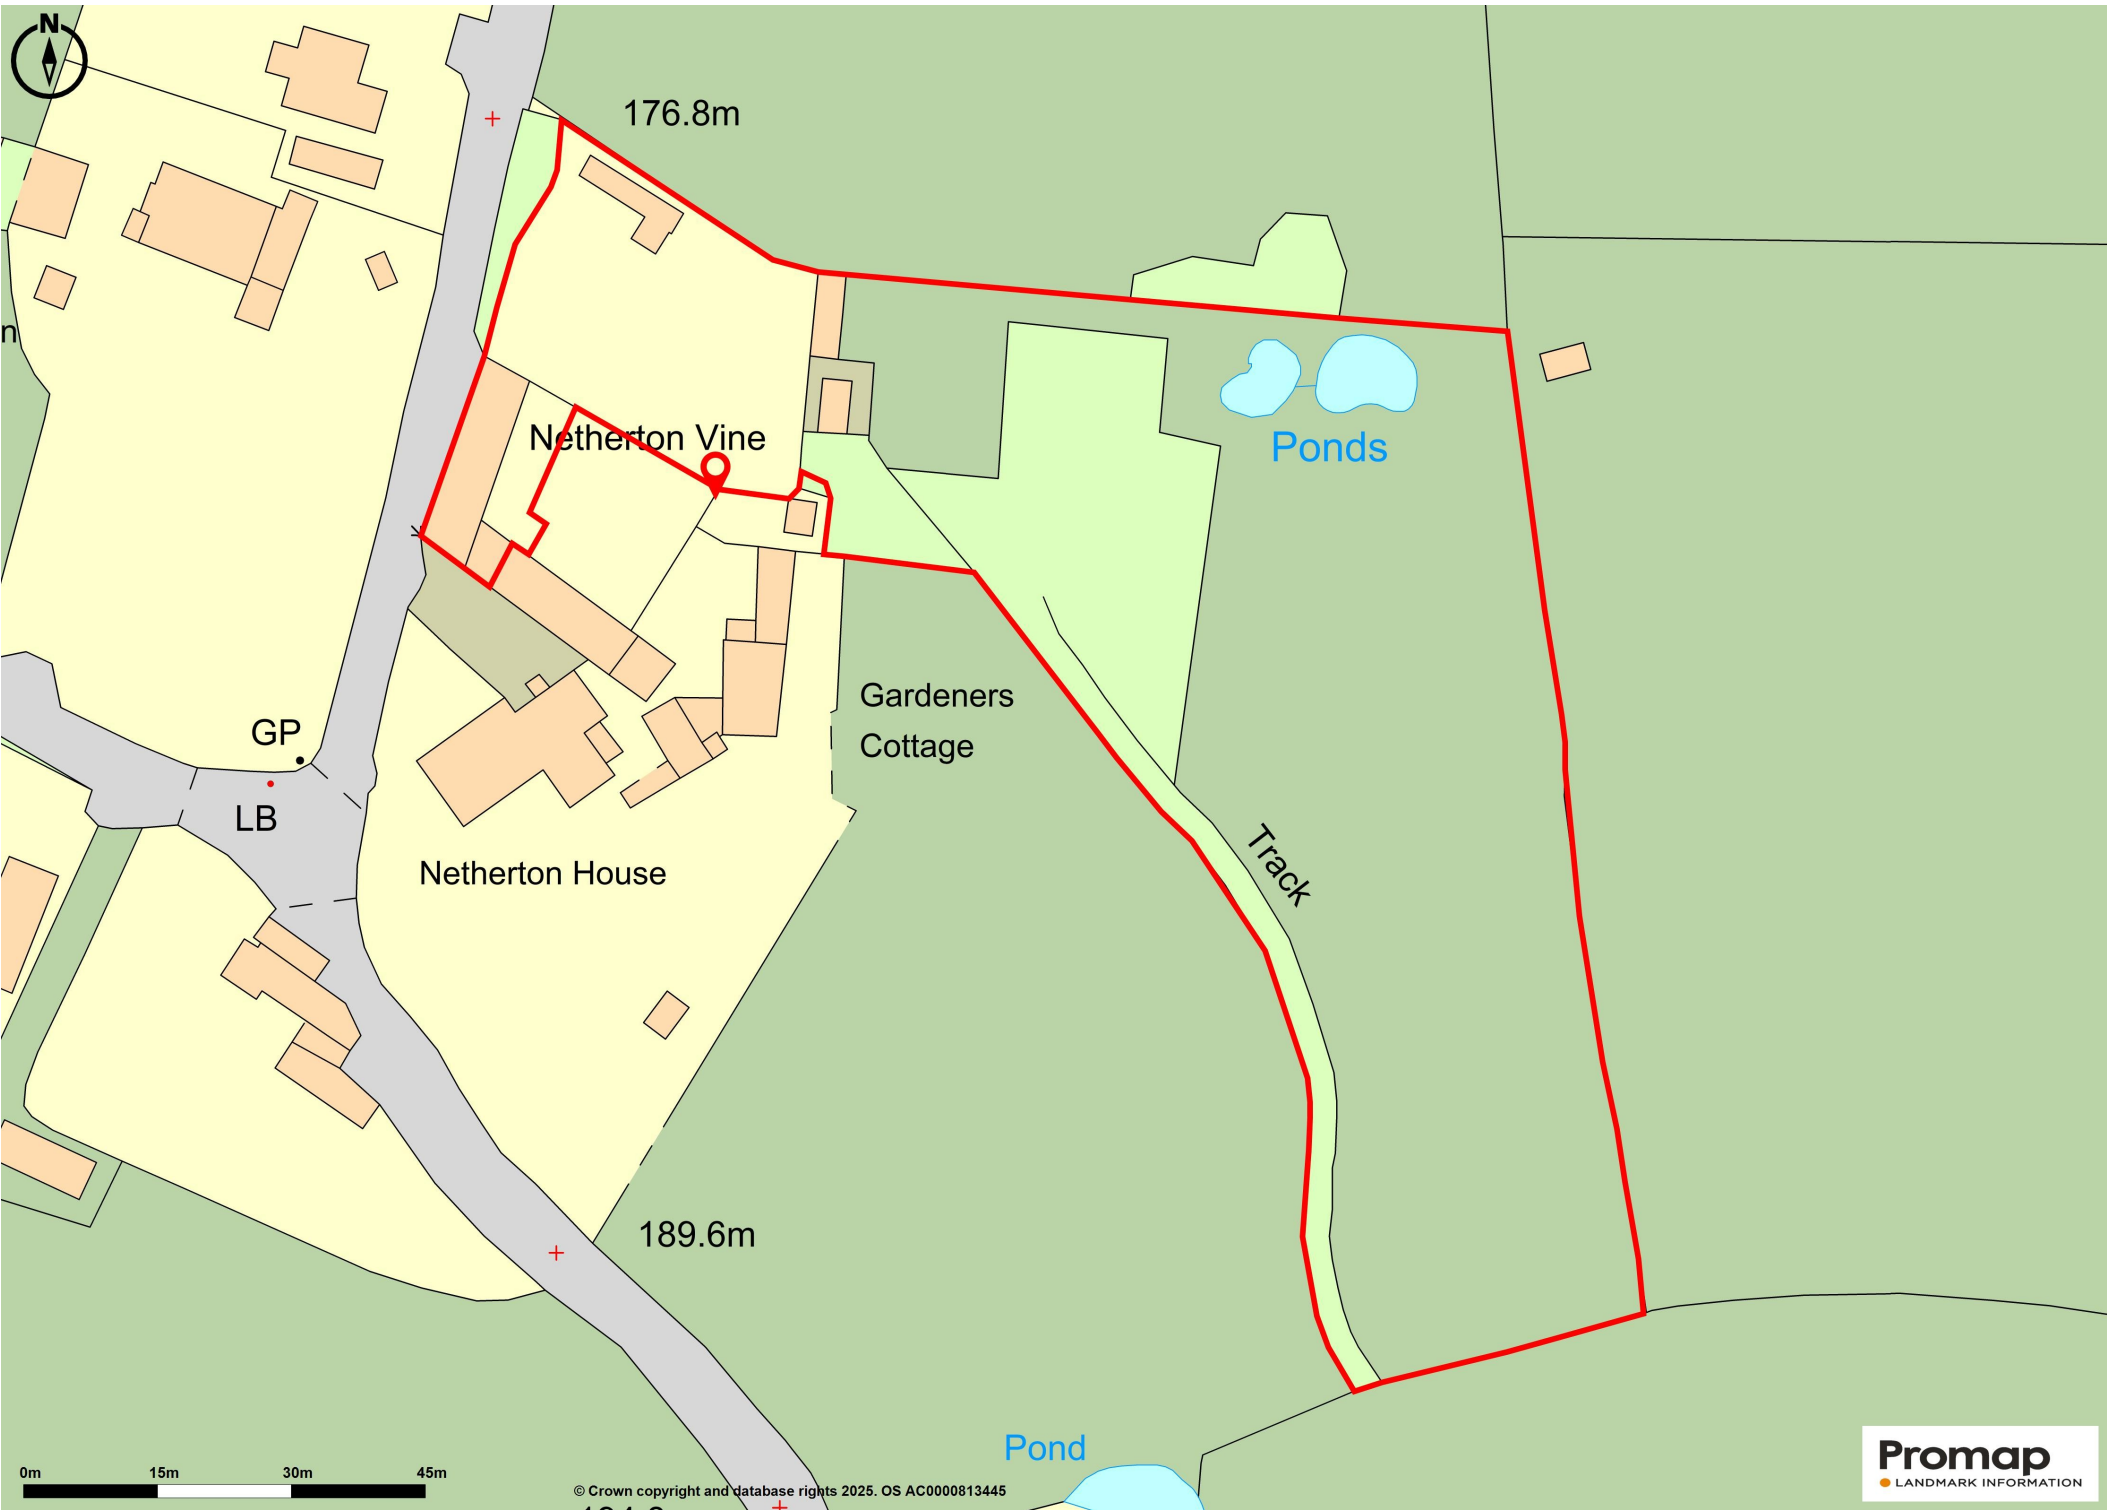 N
176.8m
n
Netherton Vine
Ponds
Gardeners
Cottage
GP
LB
Track
Netherton House
189.6m
Pond
0m 15m 30m 45m
© Crown copyright and database rights 2025. OS AC0000813445
Promap
LANDMARK INFORMATION